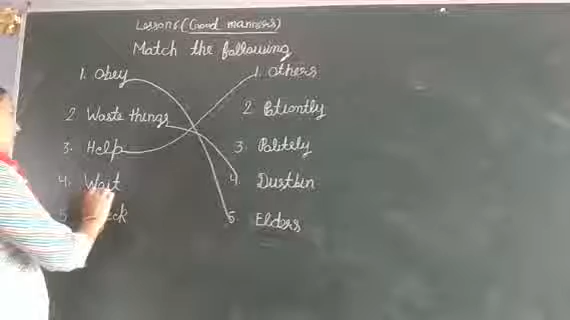 Lesson 6 (Good manners)
Match the following
1. Obey 1. Others
2. Waste things 2. Patiently
3. Help 3. Politely
4. Wait 4. Dustbin
5. 5. Elders